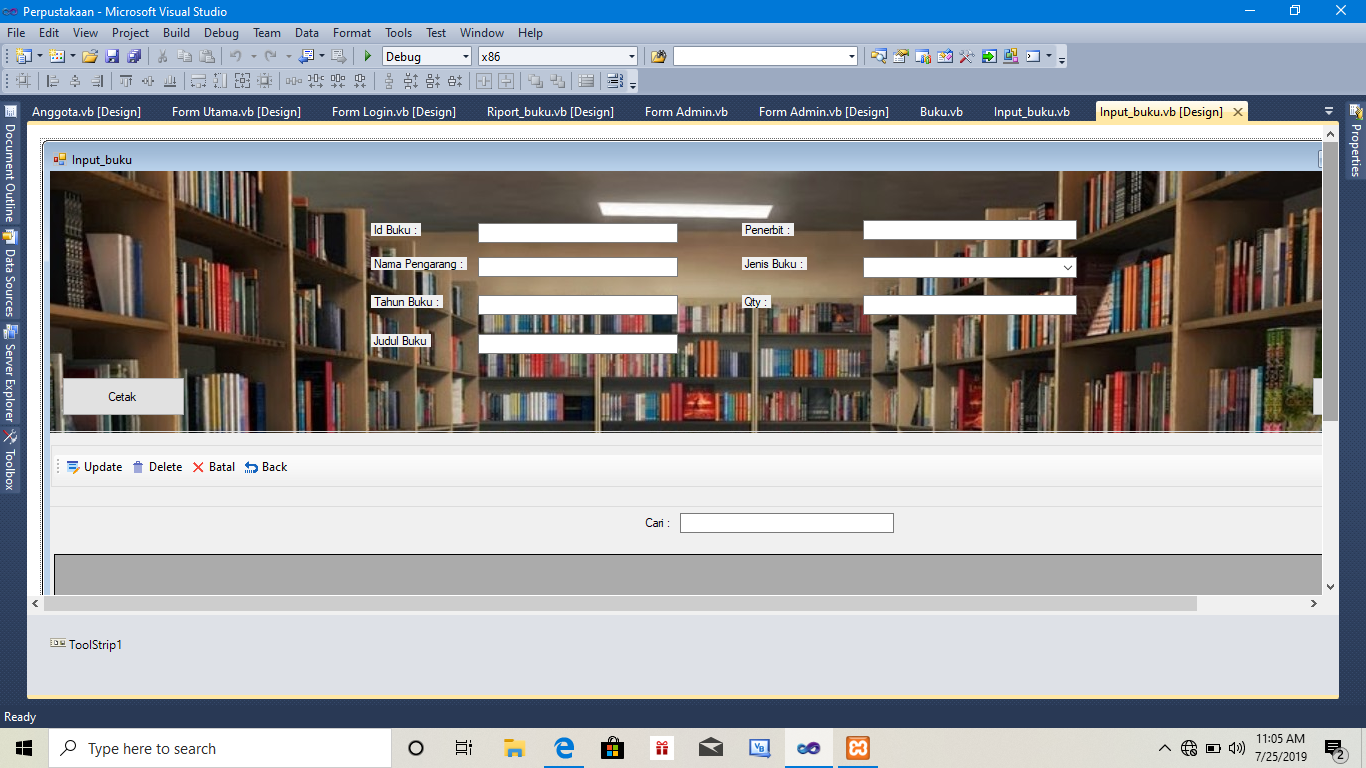 Perpustakaan - Microsoft Visual Studio
File Edit View Project Build Debug Team Data Format Tools Test Window Help
Debug x86
Anggota.vb [Design] Form Utama.vb [Design] Form Login.vb [Design] Riport_buku.vb [Design] Form Admin.vb Form Admin.vb [Design] Buku.vb Input_buku.vb Input_buku.vb [Design]
Document Outline
Data Sources
Server Explorer
Toolbox
Properties
Input_buku
Id Buku : Penerbit :
Nama Pengarang : Jenis Buku :
Tahun Buku : Qty :
Judul Buku
Cetak
Update Delete Batal Back
Cari :
ToolStrip1
Ready
Type here to search
VB
11:05 AM
7/25/2019
2